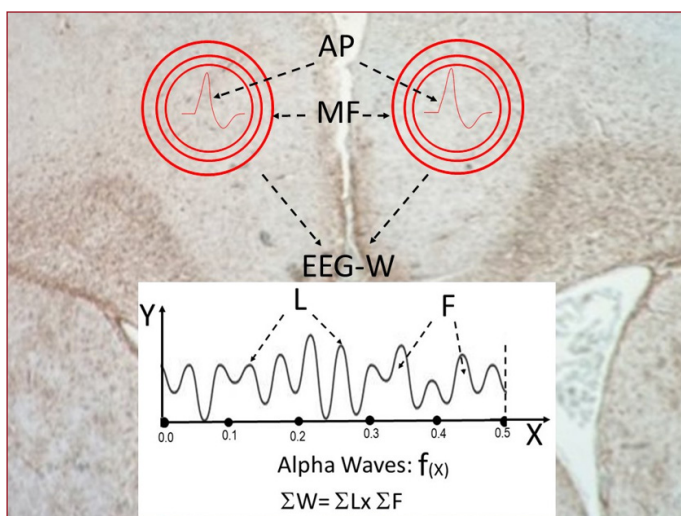 AP
MF
EEG-W
L
F
Y
0.0 0.1 0.2 0.3 0.4 0.5
X
Alpha Waves: f(X)
ΣW= ΣLx ΣF